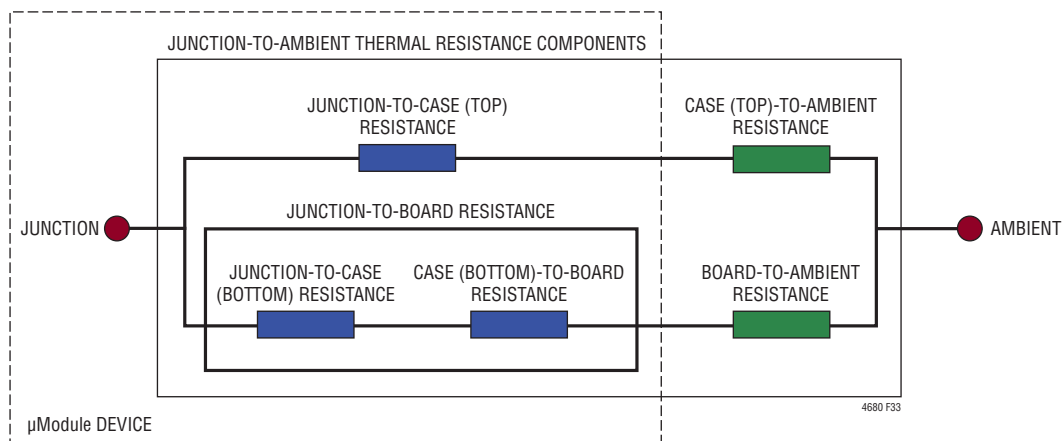 JUNCTION-TO-AMBIENT THERMAL RESISTANCE COMPONENTS
JUNCTION-TO-CASE (TOP)
RESISTANCE
CASE (TOP)-TO-AMBIENT
RESISTANCE
JUNCTION-TO-BOARD RESISTANCE
JUNCTION
AMBIENT
JUNCTION-TO-CASE
(BOTTOM) RESISTANCE
CASE (BOTTOM)-TO-BOARD
RESISTANCE
BOARD-TO-AMBIENT
RESISTANCE
4680 F33
µModule DEVICE